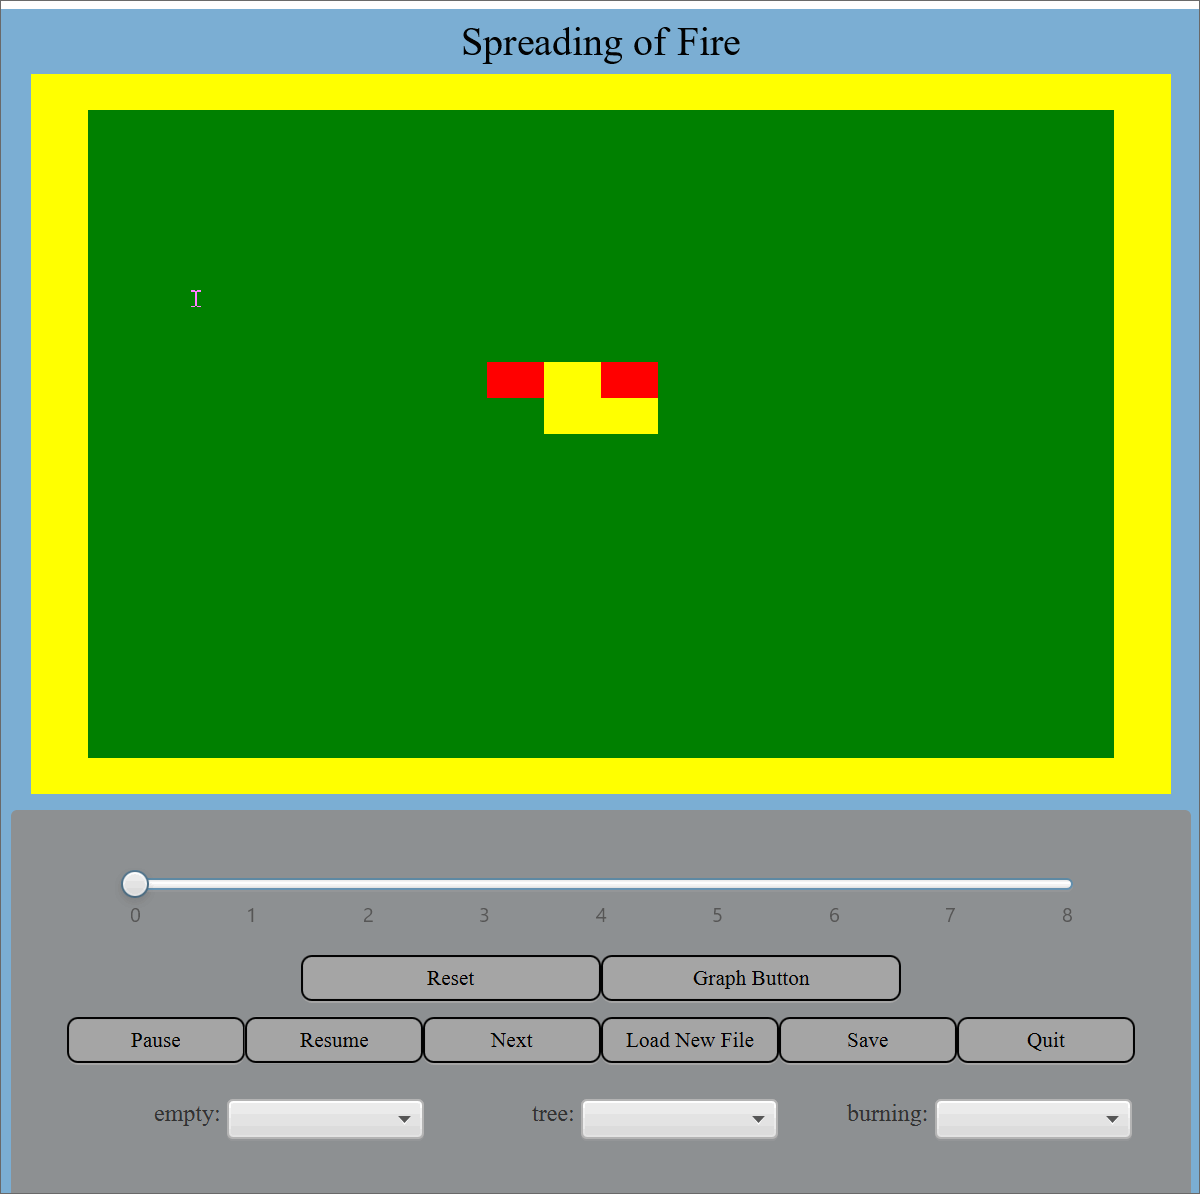 Spreading of Fire
0 1 2 3 4 5 6 7 8
Reset Graph Button
Pause Resume Next Load New File Save Quit
empty: tree: burning: